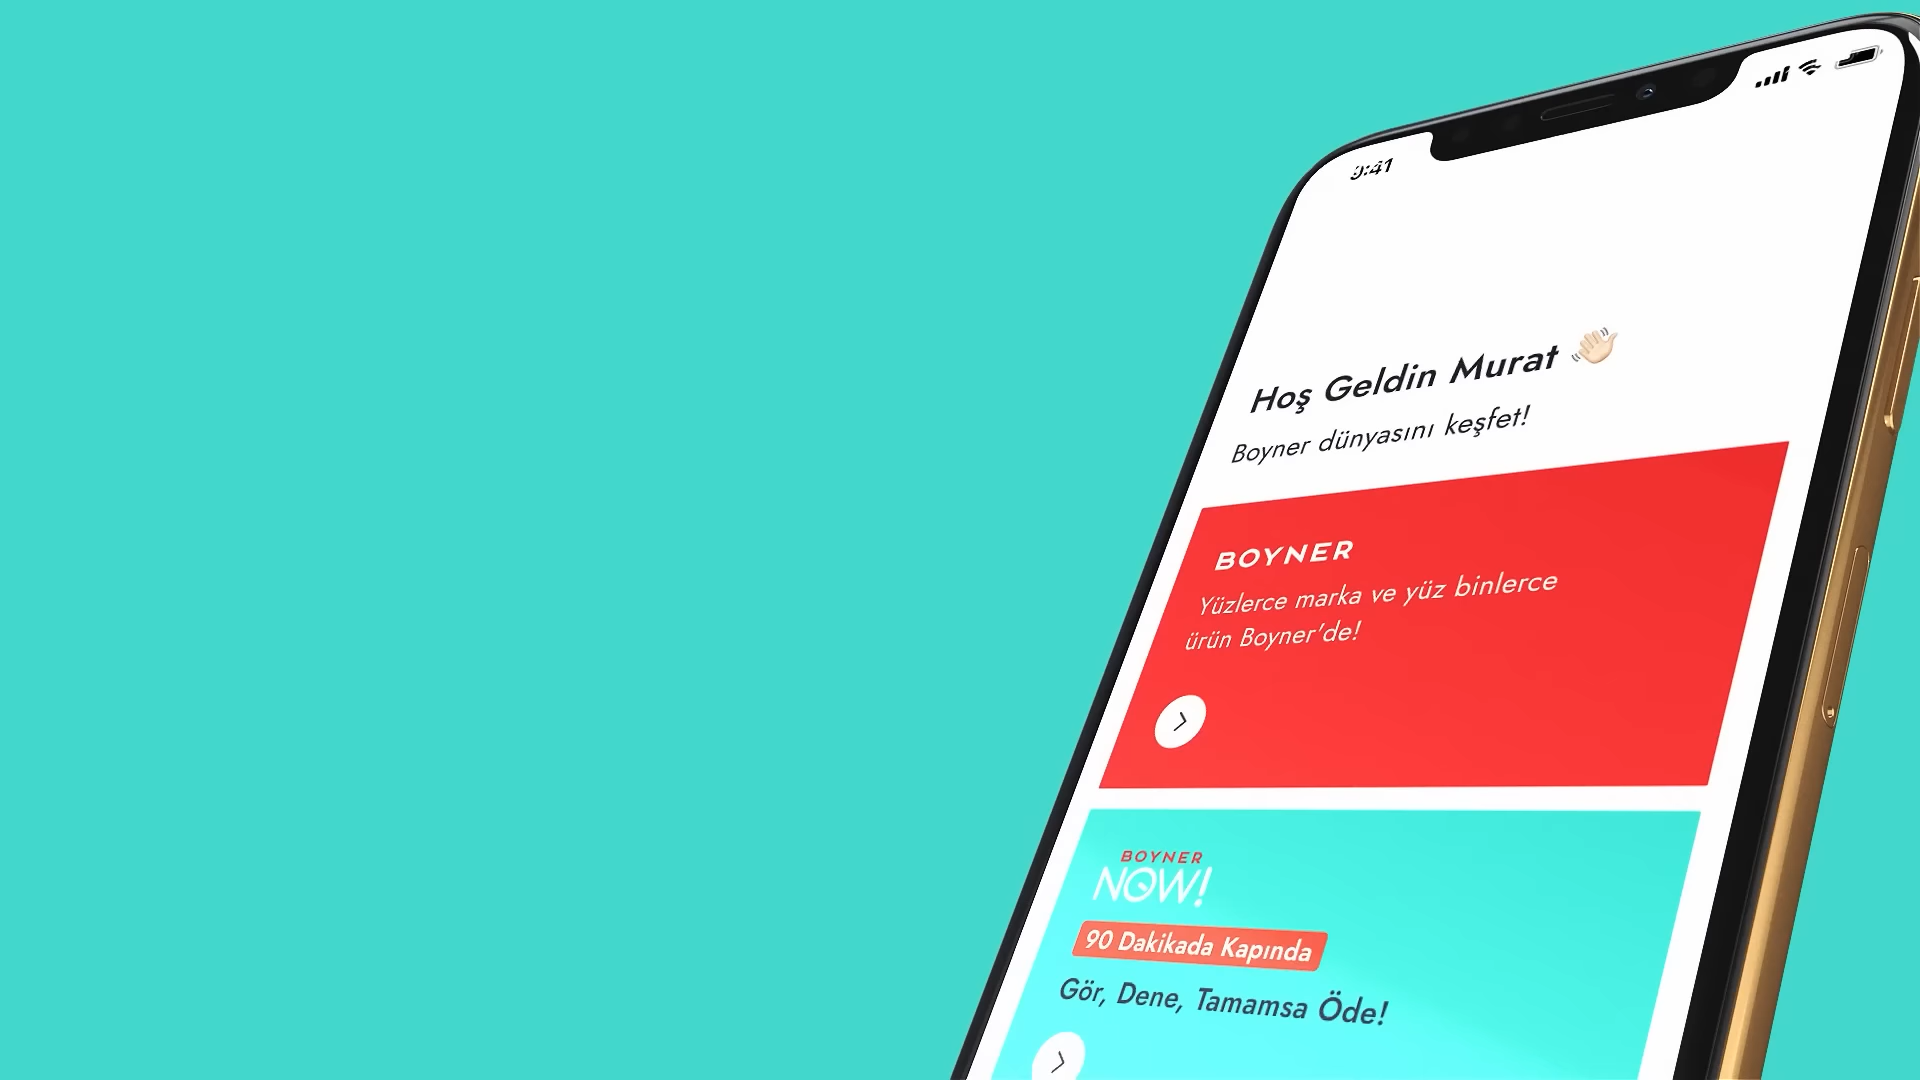 9:41
Hoş Geldin Murat 👋🏻
Boyner dünyasını keşfet!
BOYNER
Yüzlerce marka ve yüz binlerce
ürün Boyner'de!
BOYNER
NOW!
90 Dakikada Kapında
Gör, Dene, Tamamsa Öde!